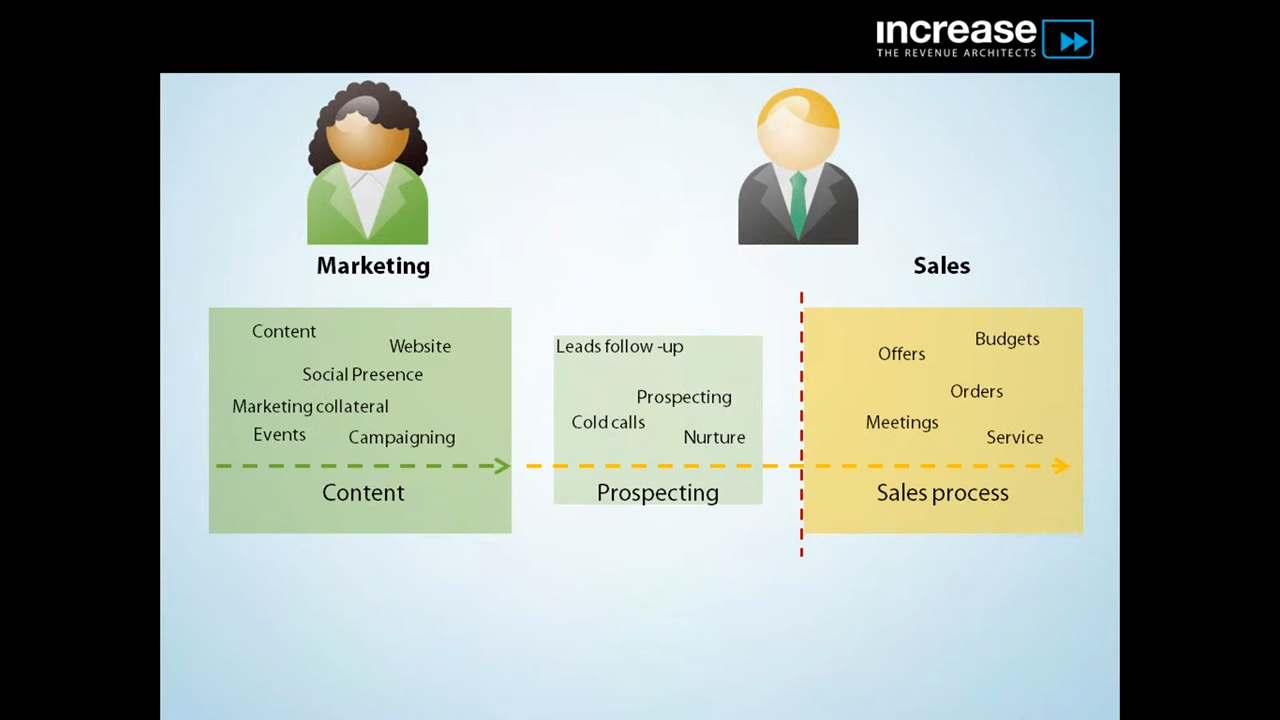 increase
THE REVENUE ARCHITECTS
Marketing
Sales
Content
Website
Social Presence
Marketing collateral
Events
Campaigning
Content
Leads follow -up
Prospecting
Cold calls
Nurture
Prospecting
Budgets
Offers
Orders
Meetings
Service
Sales process